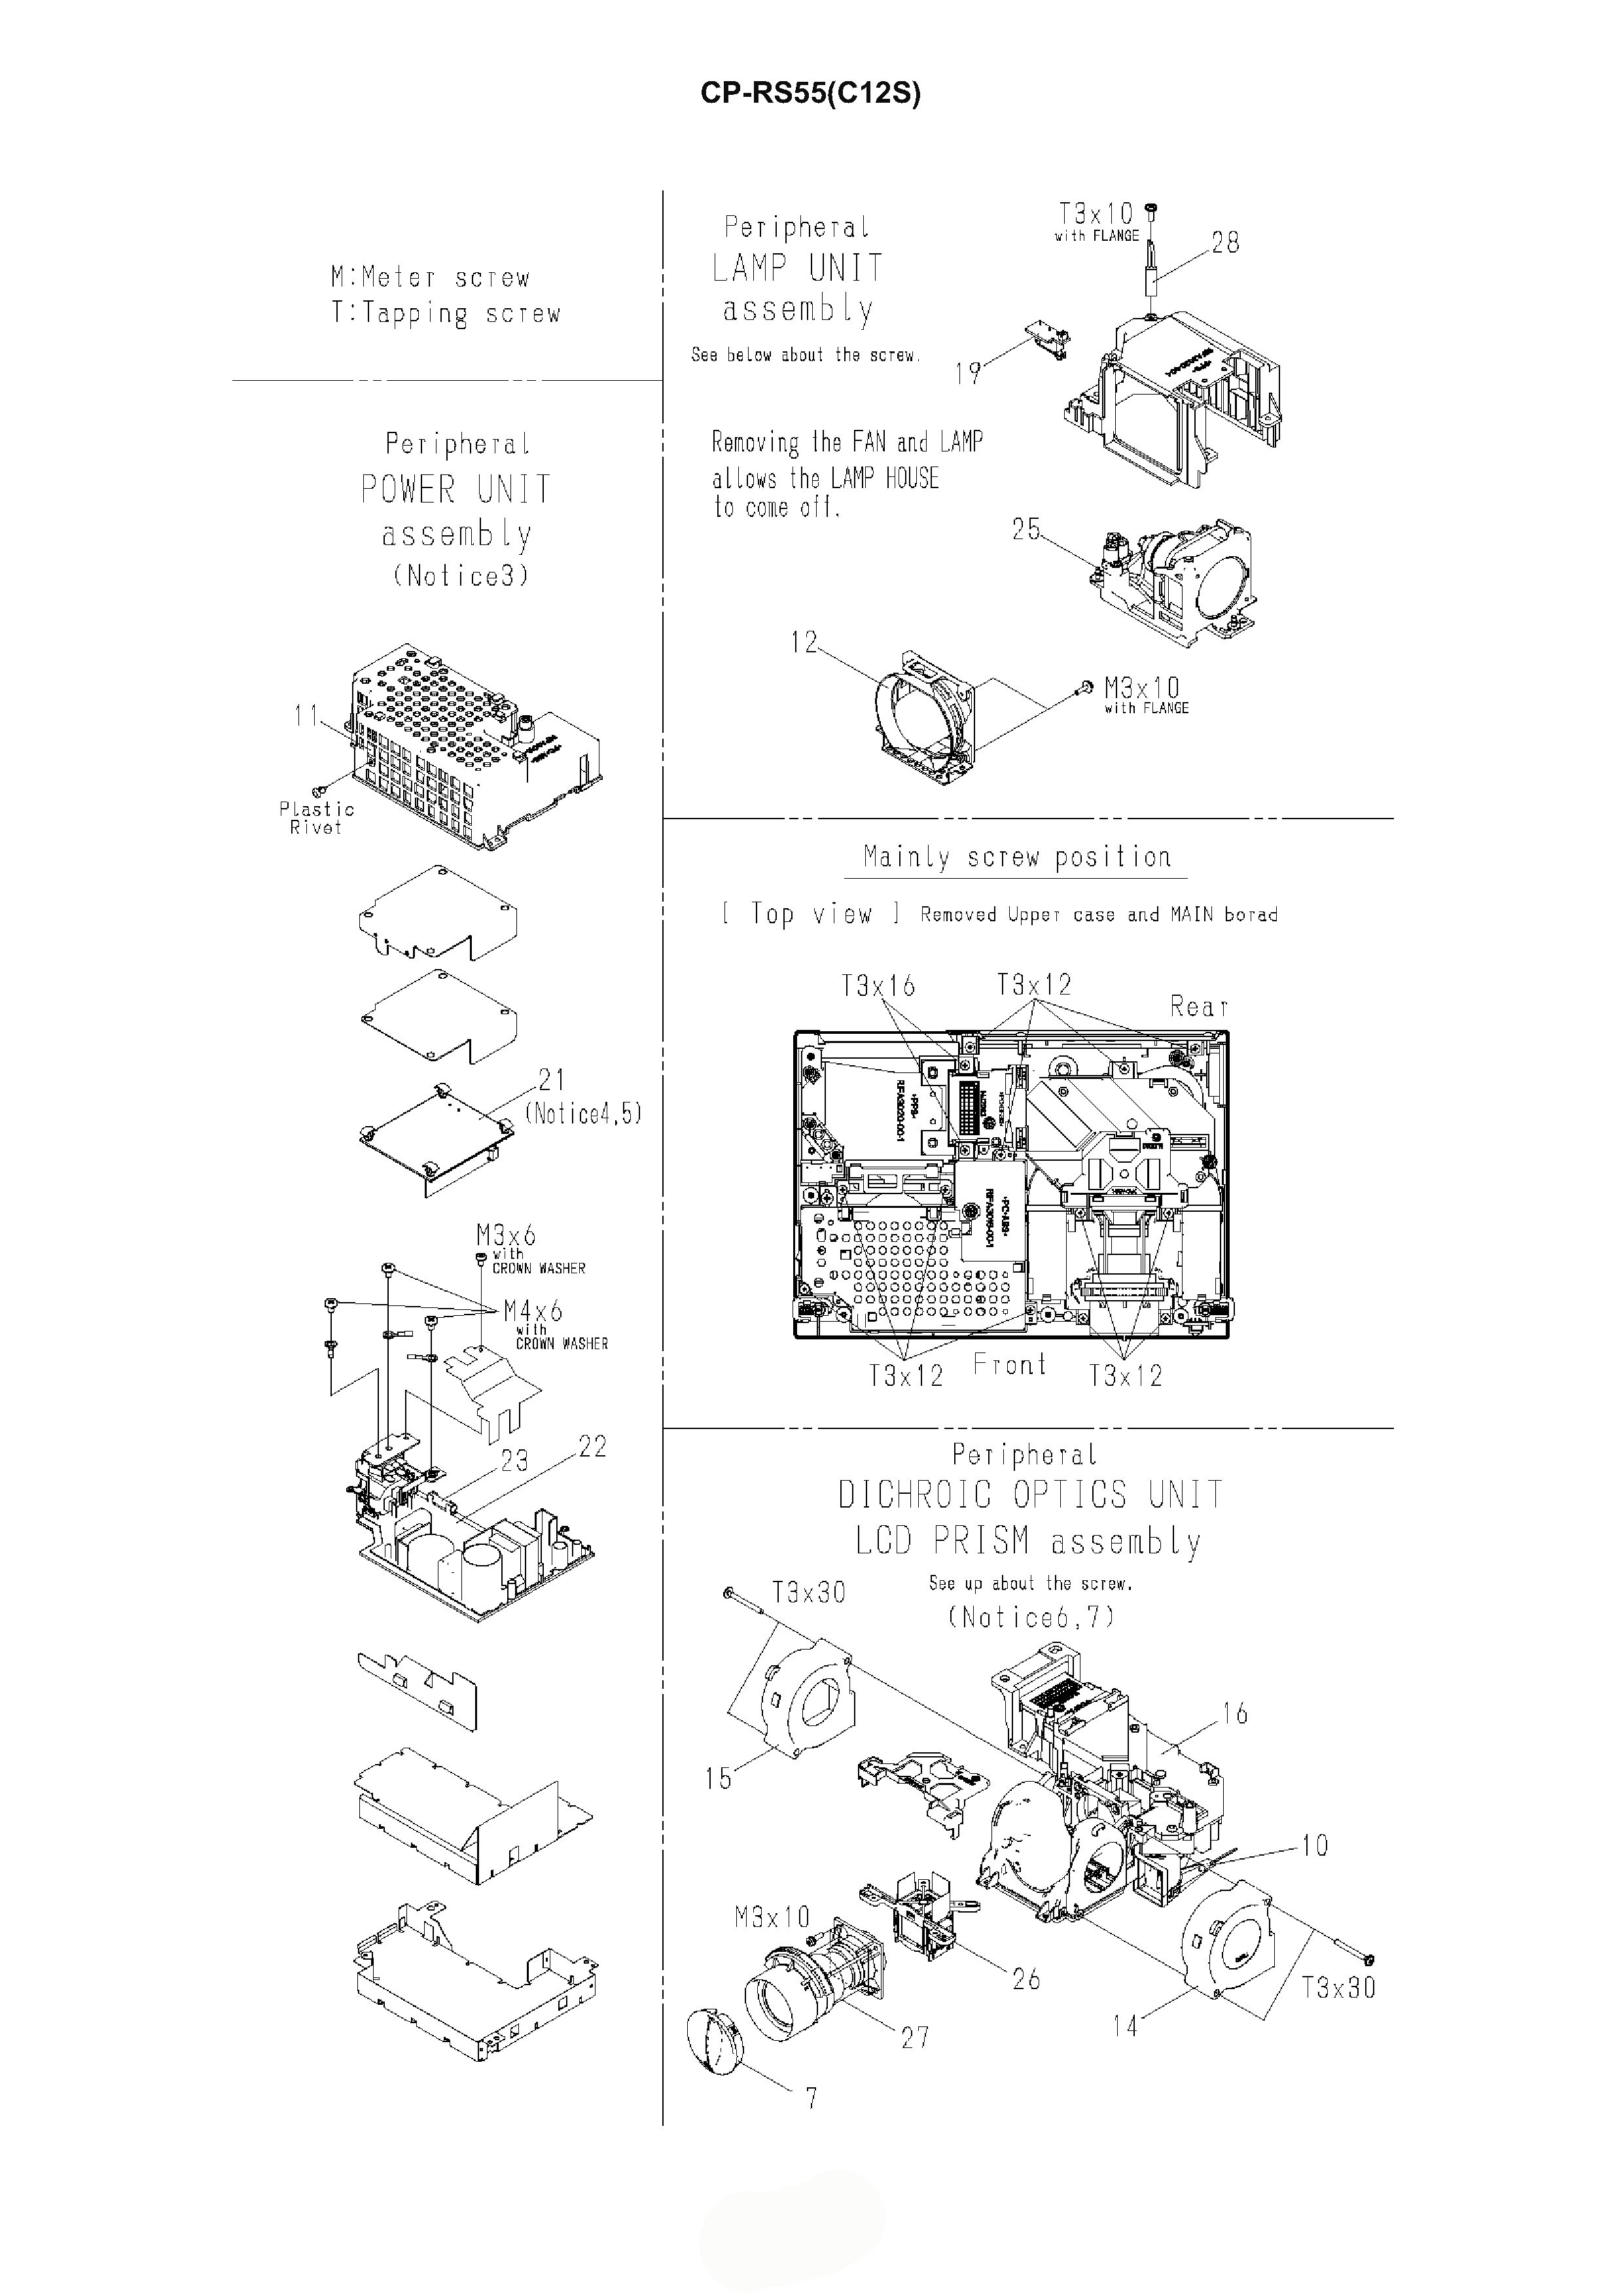 CP-RS55(C12S)
M:Meter screw
T:Tapping screw
Peripheral
POWER UNIT
assembly
(Notice3)
11
Plastic
Rivet
21
(Notice4,5)
M3x6
with
CROWN WASHER
M4x6
with
CROWN WASHER
23
22
Peripheral
LAMP UNIT
assembly
See below about the screw.
T3x10
with FLANGE
28
19
Removing the FAN and LAMP
allows the LAMP HOUSE
to come off.
25
12
M3x10
with FLANGE
Mainly screw position
[ Top view ] Removed Upper case and MAIN borad
T3x16
T3x12
Rear
T3x12
Front
T3x12
Peripheral
DICHROIC OPTICS UNIT
LCD PRISM assembly
See up about the screw.
(Notice6,7)
T3x30
15
16
10
M3x10
26
T3x30
14
27
7